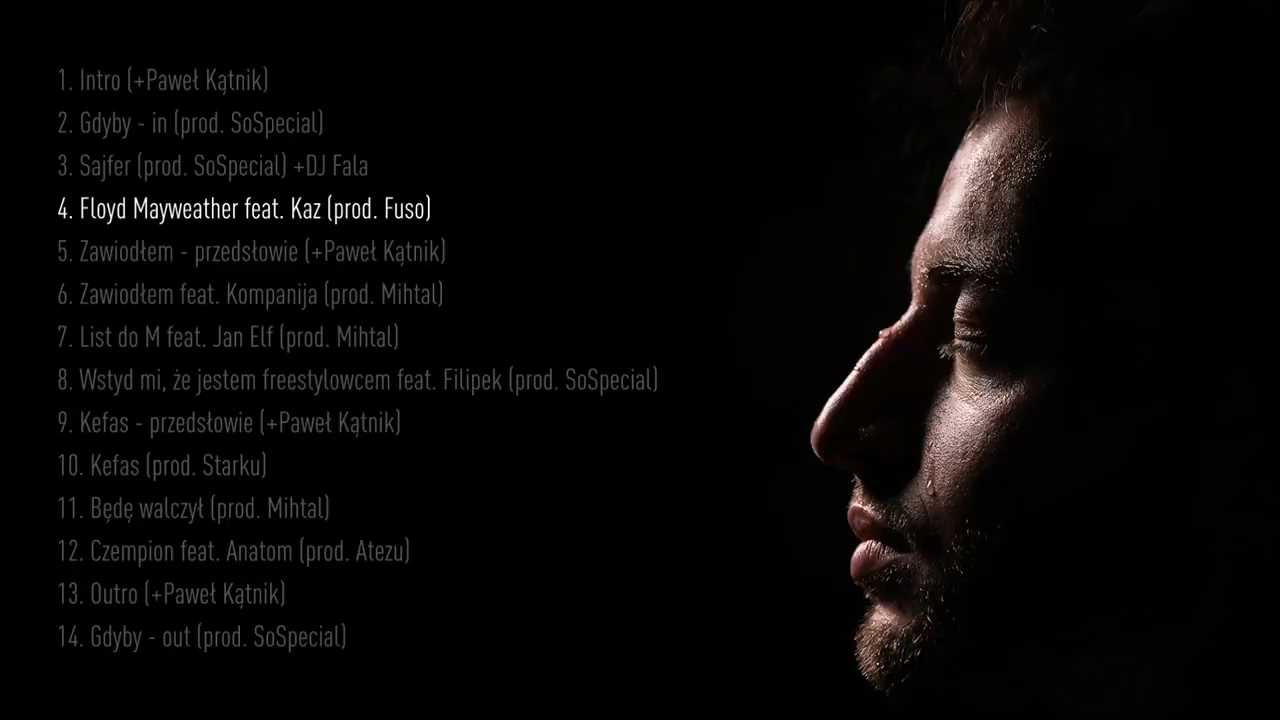 1. Intro (+Paweł Kątnik)
2. Gdyby - in (prod. SoSpecial)
3. Sajfer (prod. SoSpecial) +DJ Fala
4. Floyd Mayweather feat. Kaz (prod. Fuso)
5. Zawiodłem - przedsłowie (+Paweł Kątnik)
6. Zawiodłem feat. Kompanija (prod. Mihtal)
7. List do M feat. Jan Elf (prod. Mihtal)
8. Wstyd mi, że jestem freestylowcem feat. Filipek (prod. SoSpecial)
9. Kefas - przedsłowie (+Paweł Kątnik)
10. Kefas (prod. Starku)
11. Będę walczył (prod. Mihtal)
12. Czempion feat. Anatom (prod. Atezu)
13. Outro (+Paweł Kątnik)
14. Gdyby - out (prod. SoSpecial)